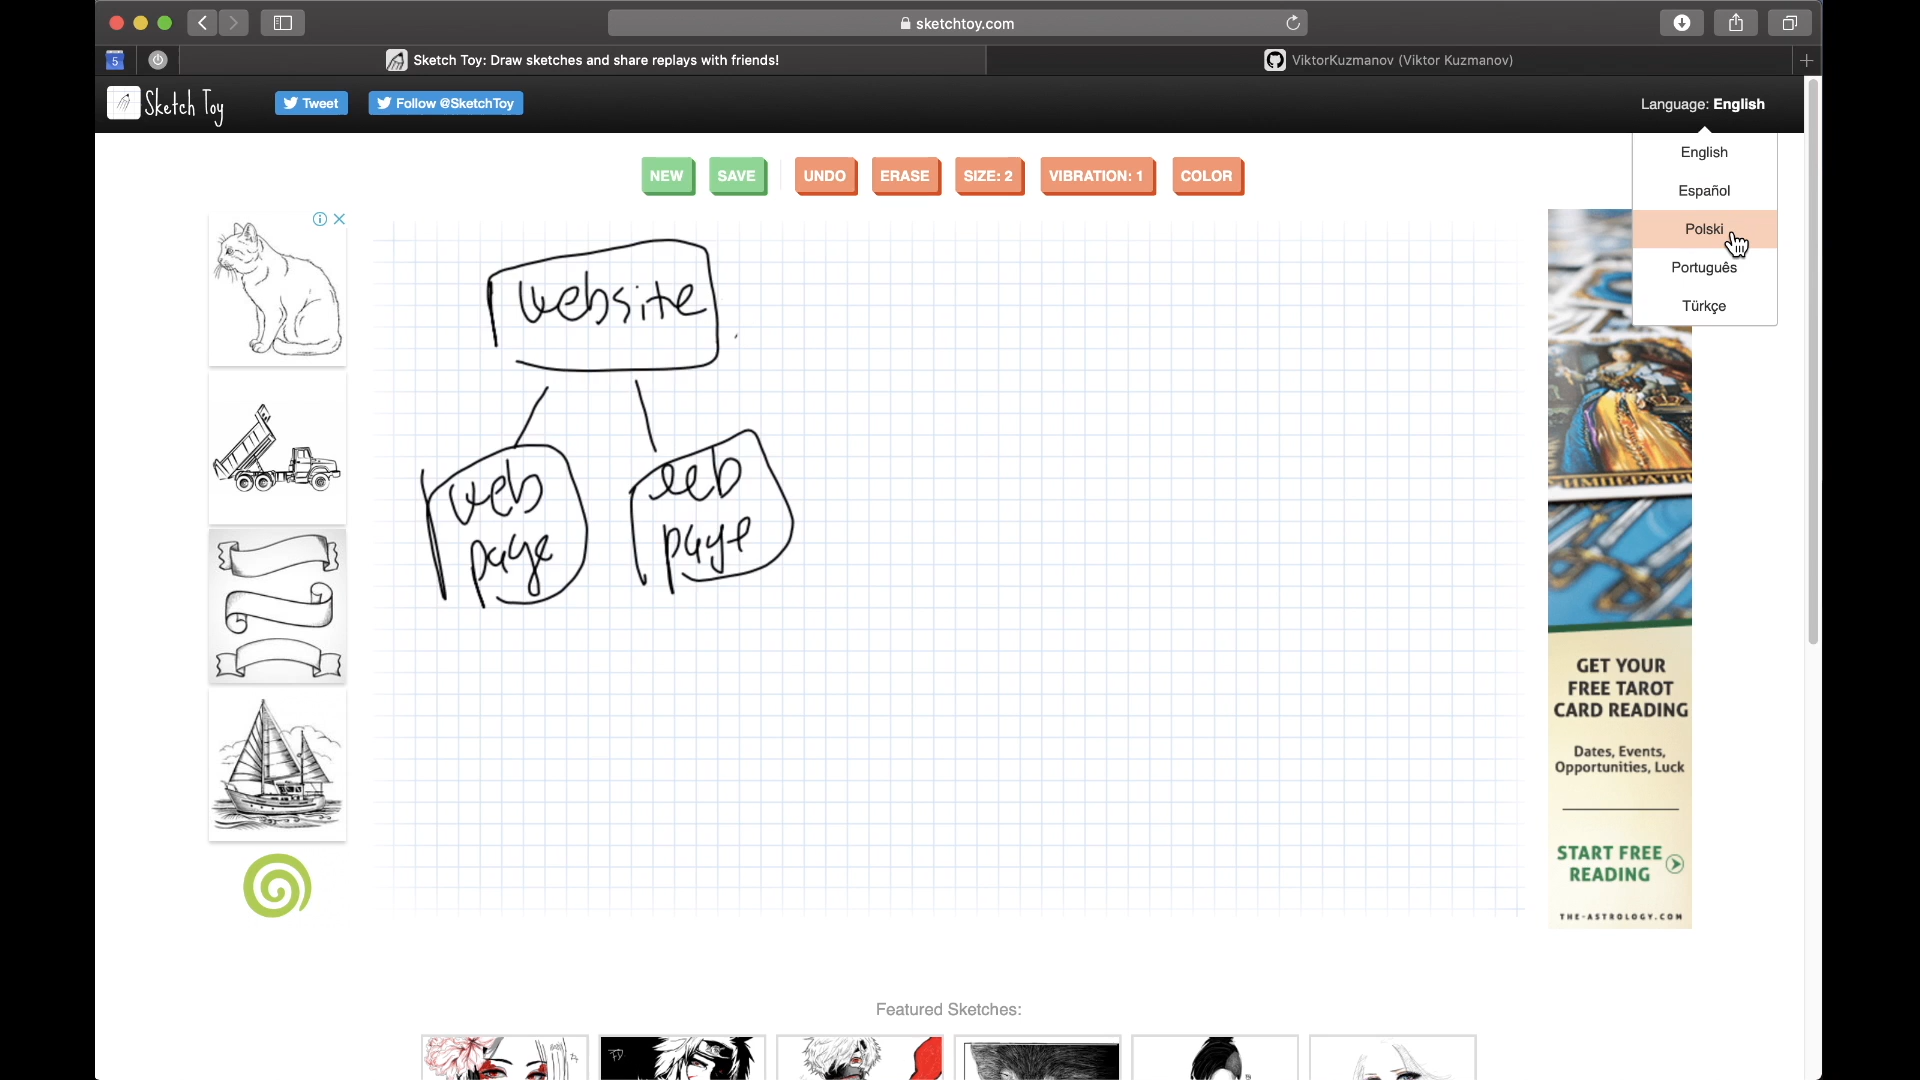 sketchtoy.com
5
Sketch Toy: Draw sketches and share replays with friends!
ViktorKuzmanov (Viktor Kuzmanov)
Sketch Toy
Tweet
Follow @SketchToy
Language: English
English
Español
Polski
Português
Türkçe
NEW
SAVE
UNDO
ERASE
SIZE: 2
VIBRATION: 1
COLOR
website
web
page
web
page
ИМПЕРАТРИ
GET YOUR
FREE TAROT
CARD READING
Dates, Events,
Opportunities, Luck
START FREE
READING
THE-ASTROLOGY.COM
Featured Sketches: